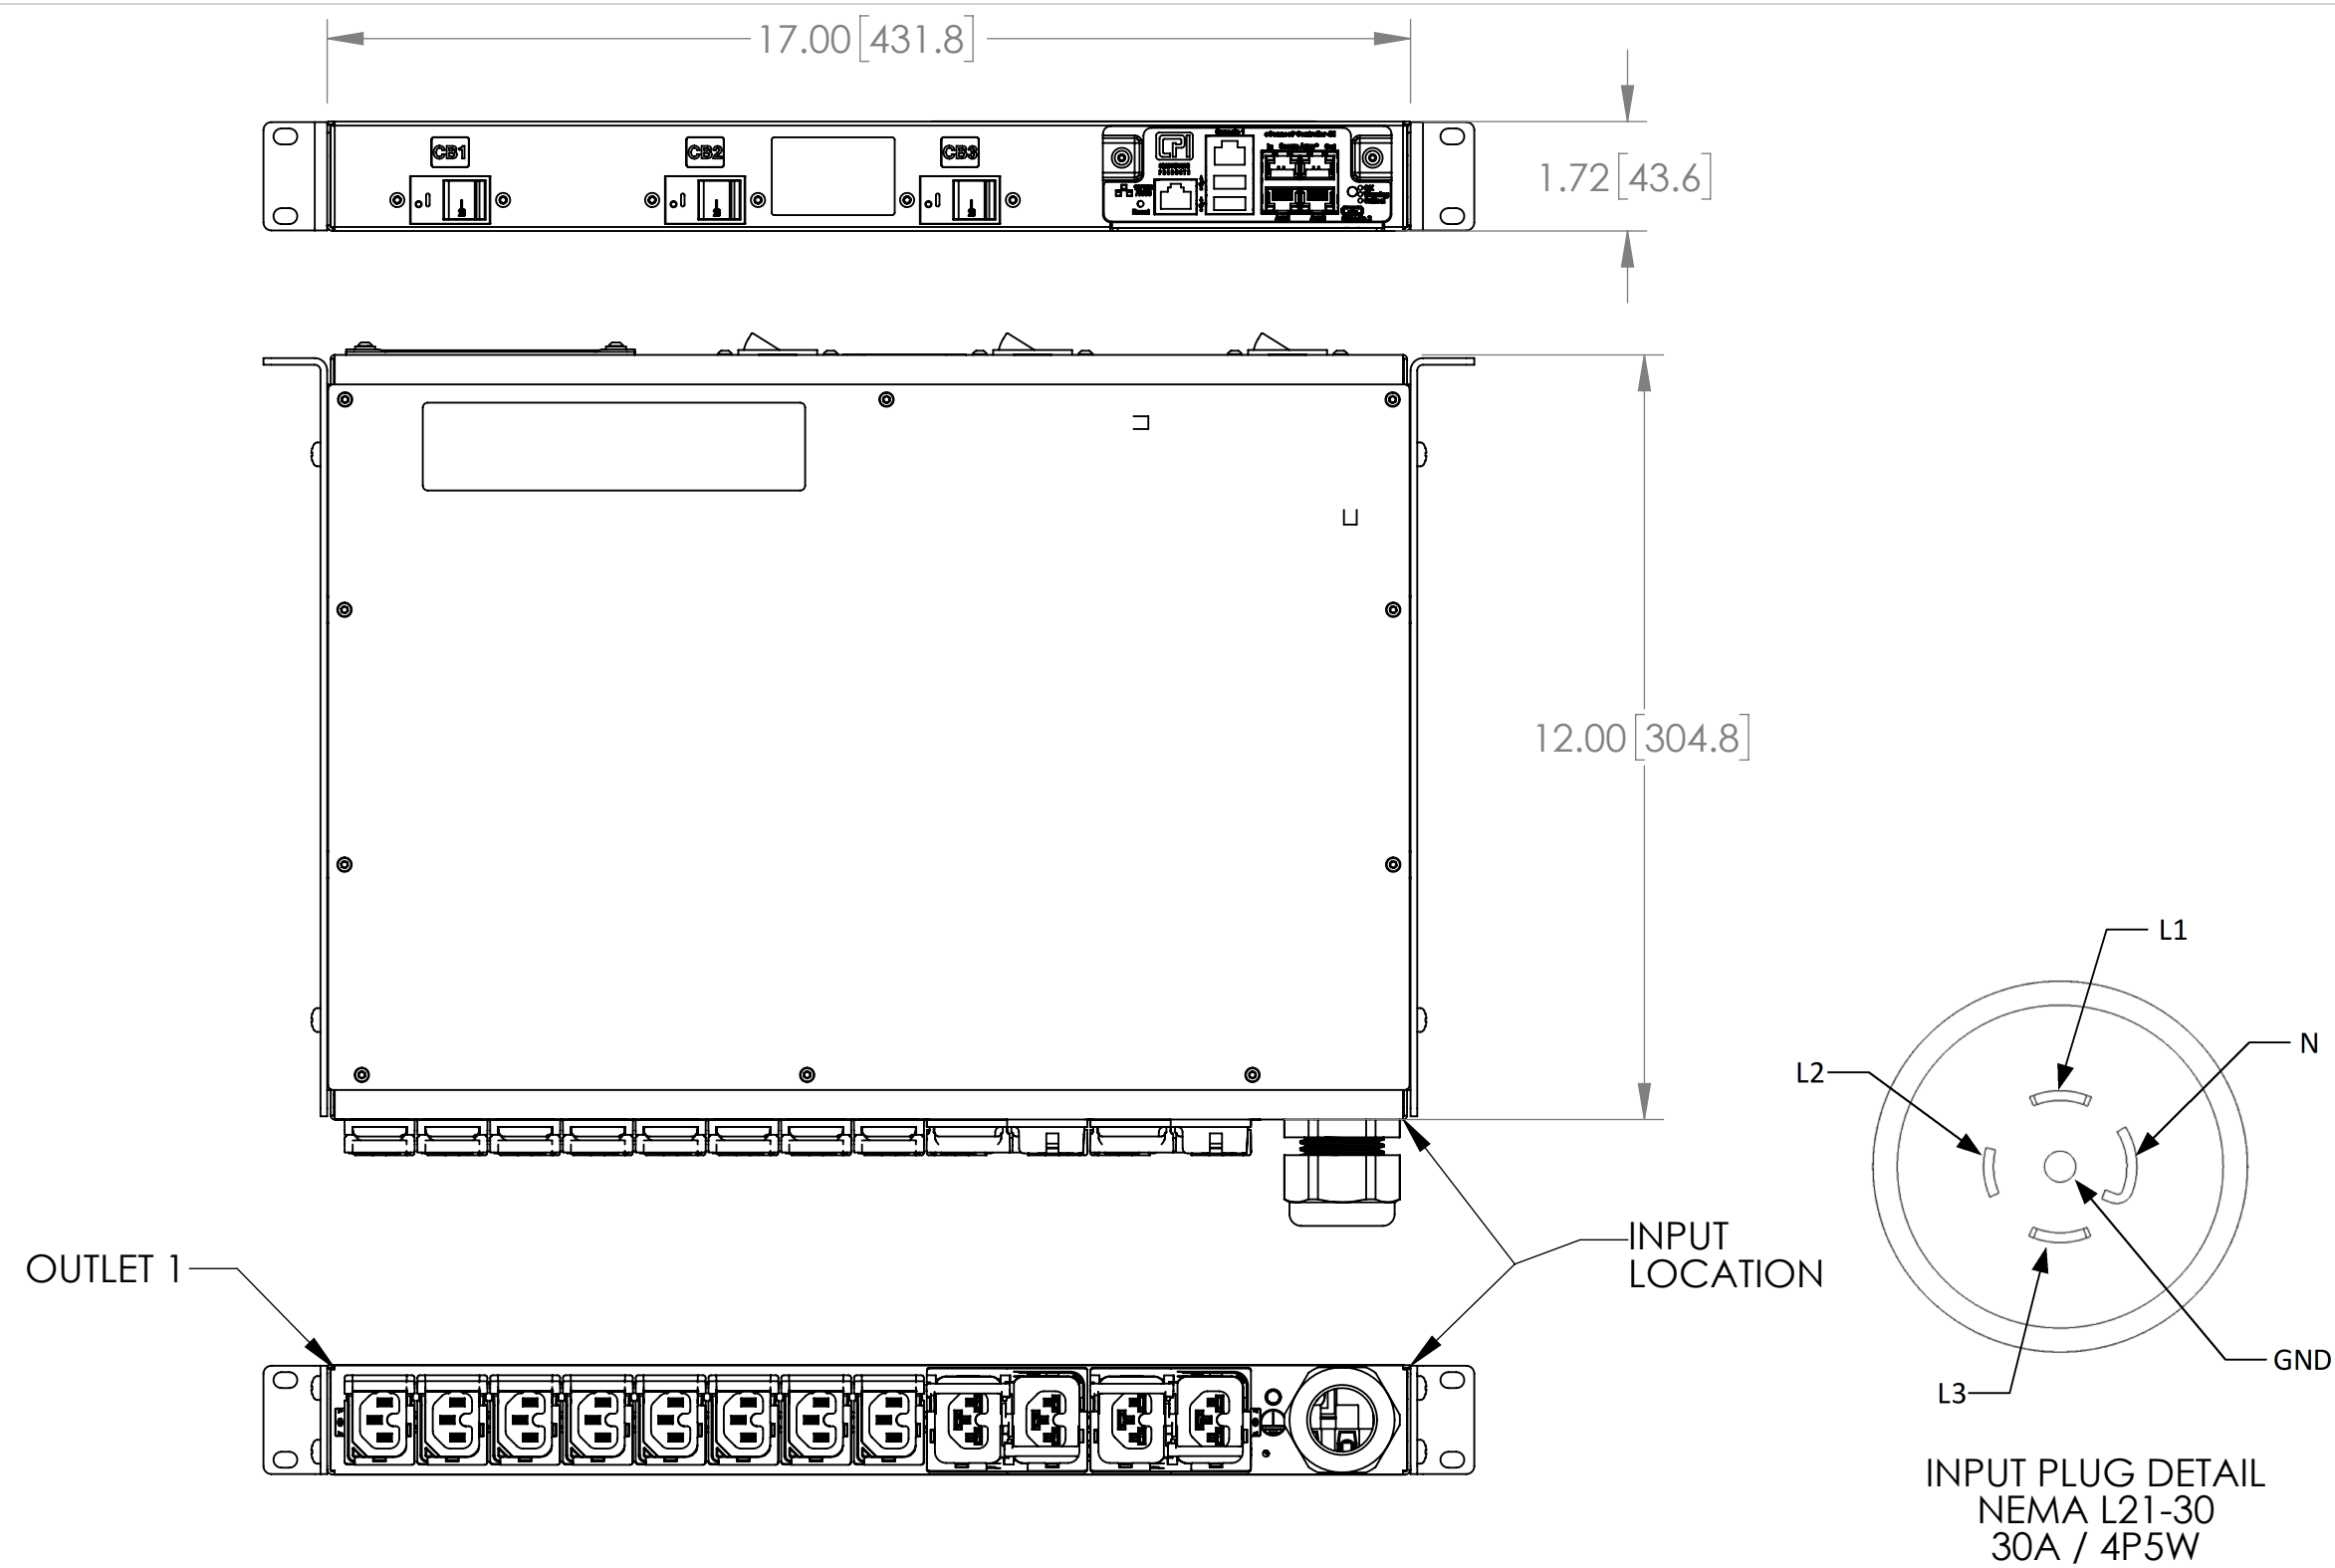 17.00[431.8]
CB1
CB2
CB3
CPI
1.72[43.6]
12.00[304.8]
L1
N
L2
GND
L3
OUTLET 1
INPUT
LOCATION
INPUT PLUG DETAIL
NEMA L21-30
30A / 4P5W